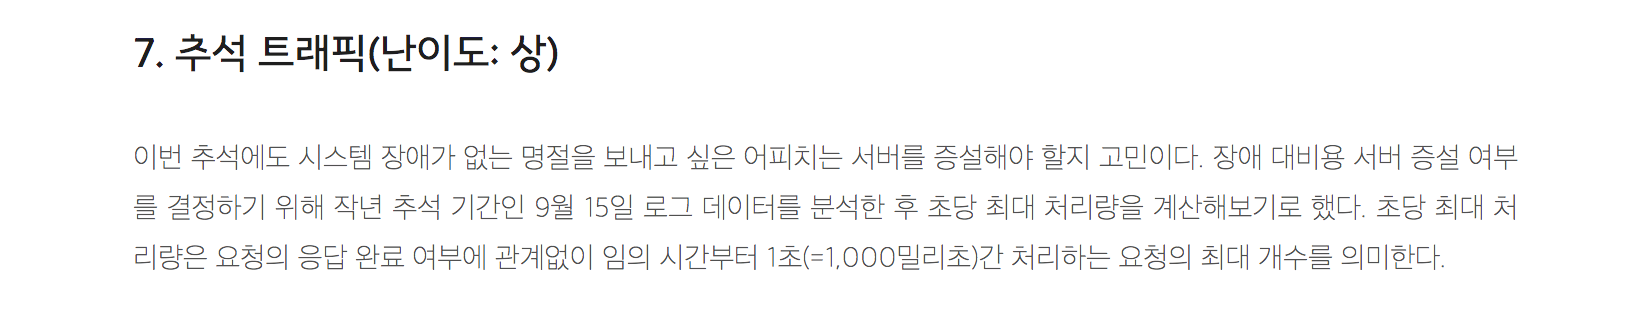 7. 추석 트래픽(난이도: 상)
이번 추석에도 시스템 장애가 없는 명절을 보내고 싶은 어피치는 서버를 증설해야 할지 고민이다. 장애 대비용 서버 증설 여부
를 결정하기 위해 작년 추석 기간인 9월 15일 로그 데이터를 분석한 후 초당 최대 처리량을 계산해보기로 했다. 초당 최대 처
리량은 요청의 응답 완료 여부에 관계없이 임의 시간부터 1초(=1,000밀리초)간 처리하는 요청의 최대 개수를 의미한다.